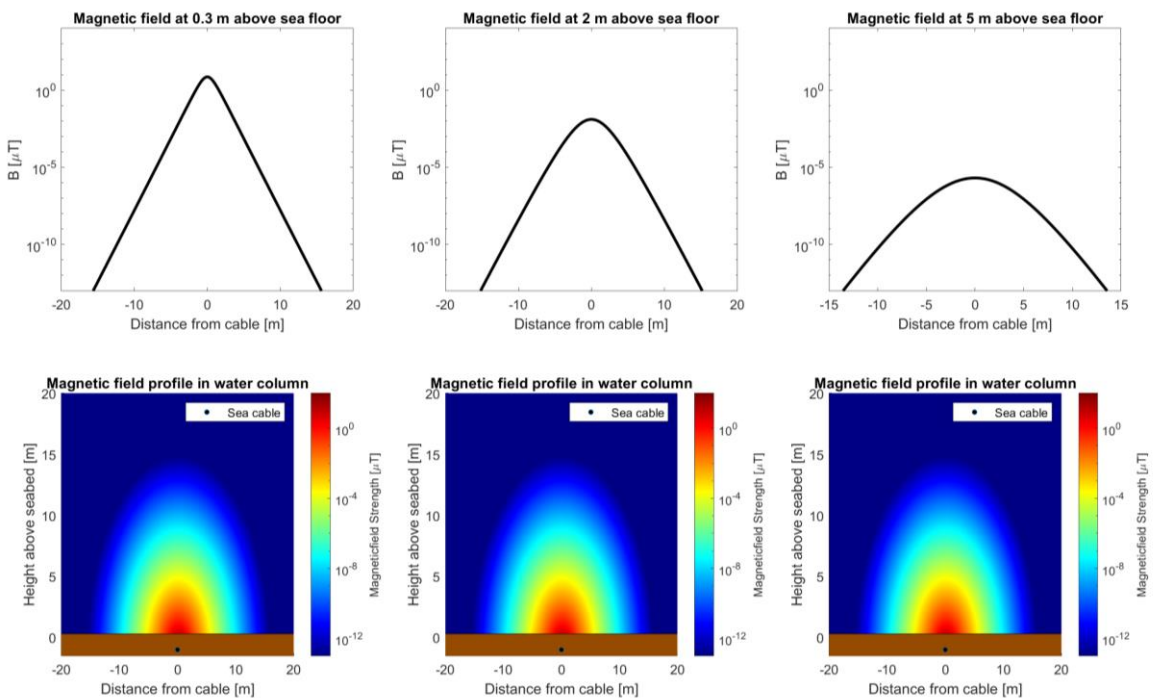 Magnetic field at 0.3 m above sea floor
10^0
10^-5
10^-10
B [μT]
-20 -10 0 10 20
Distance from cable [m]
Magnetic field at 2 m above sea floor
10^0
10^-5
10^-10
B [μT]
-20 -10 0 10 20
Distance from cable [m]
Magnetic field at 5 m above sea floor
10^0
10^-5
10^-10
B [μT]
-15 -10 -5 0 5 10 15
Distance from cable [m]
Magnetic field profile in water column
Sea cable
20
15
10
5
0
Height above seabed [m]
-20 -10 0 10 20
Distance from cable [m]
10^0
10^-4
10^-8
10^-12
Magneticfield Strength [μT]
Magnetic field profile in water column
Sea cable
20
15
10
5
0
Height above seabed [m]
-20 -10 0 10 20
Distance from cable [m]
10^0
10^-4
10^-8
10^-12
Magneticfield Strength [μT]
Magnetic field profile in water column
Sea cable
20
15
10
5
0
Height above seabed [m]
-20 -10 0 10 20
Distance from cable [m]
10^0
10^-4
10^-8
10^-12
Magneticfield Strength [μT]